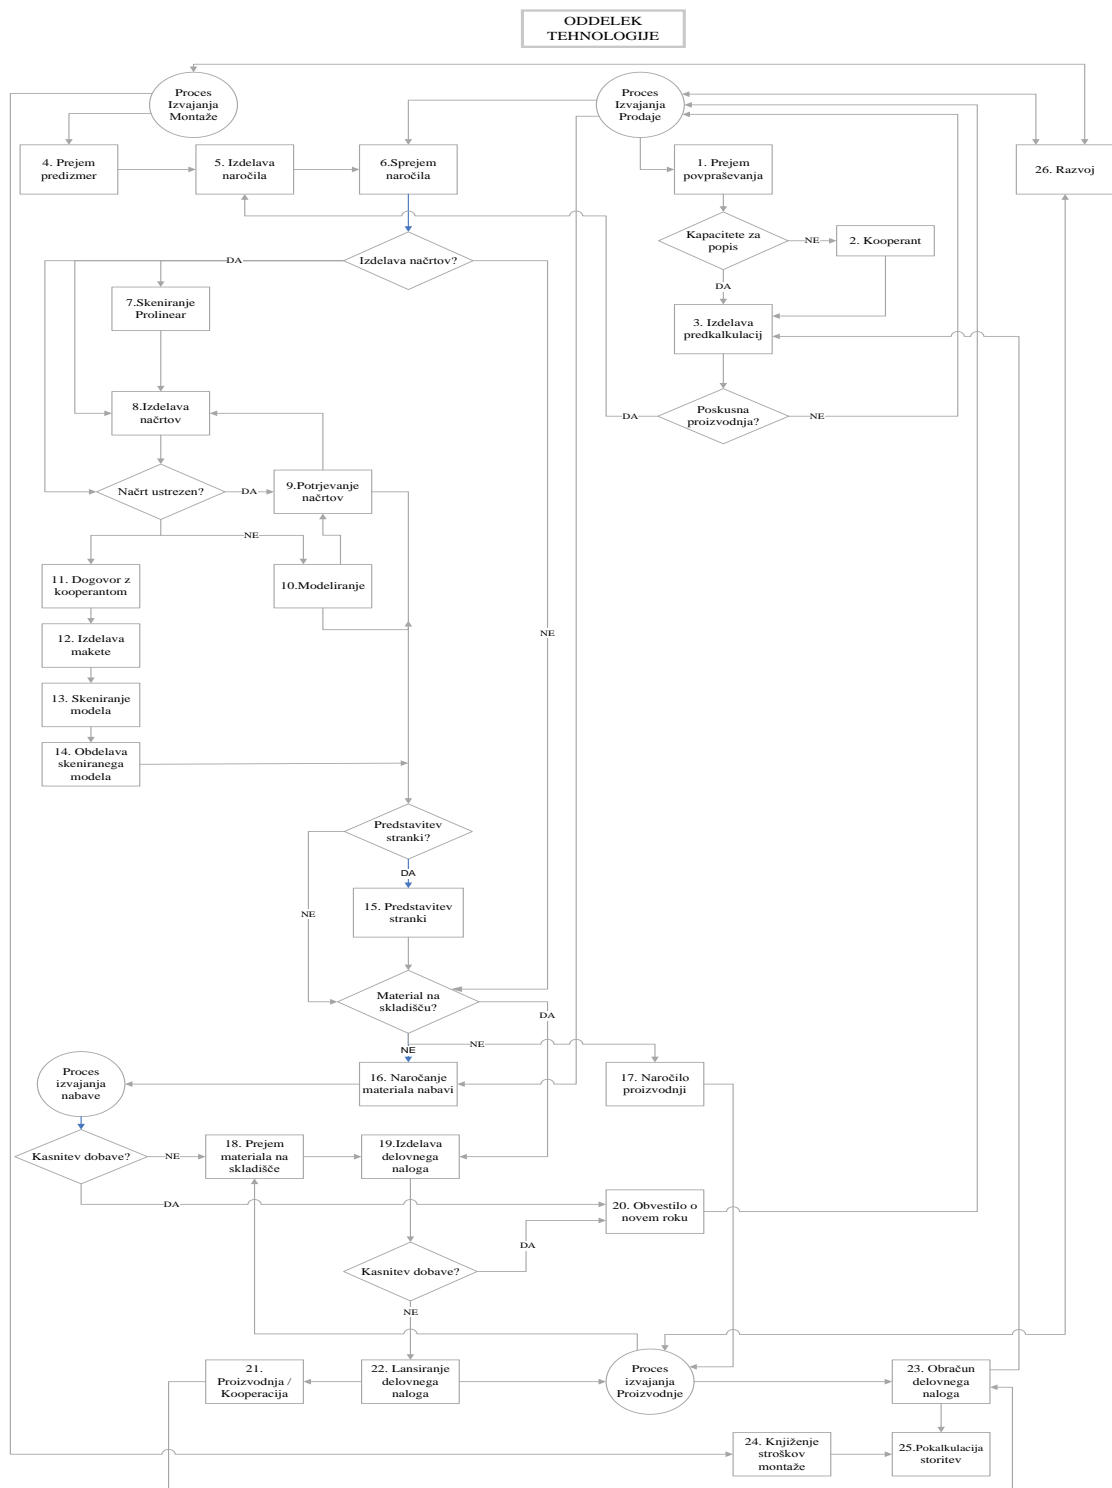 ODDELEK
TEHNOLOGIJE
Proces
Izvajanja
Montaže
Proces
Izvajanja
Prodaje
4. Prejem
predizmer
5. Izdelava
naročila
6.Sprejem
naročila
1. Prejem
povpraševanja
26. Razvoj
Kapacitete za
popis
NE
2. Kooperant
DA
Izdelava načrtov?
DA
7.Skeniranje
Prolinear
3. Izdelava
predkalkulacij
8.Izdelava
načrtov
DA
Poskusna
proizvodnja?
NE
Načrt ustrezen?
DA
9.Potrjevanje
načrtov
NE
11. Dogovor z
kooperantom
10.Modeliranje
12. Izdelava
makete
NE
13. Skeniranje
modela
14. Obdelava
skeniranega
modela
Predstavitev
stranki?
DA
NE
15. Predstavitev
stranki
Material na
skladišču?
DA
NE
NE
Proces
izvajanja
nabave
16. Naročanje
materiala nabavi
17. Naročilo
proizvodnji
Kasnitev dobave?
NE
18. Prejem
materiala na
skladišče
19.Izdelava
delovnega
naloga
DA
20. Obvestilo o
novem roku
DA
Kasnitev dobave?
NE
21.
Proizvodnja /
Kooperacija
22. Lansiranje
delovnega
naloga
Proces
izvajanja
Proizvodnje
23. Obračun
delovnega
naloga
24. Knjiženje
stroškov
montaže
25.Pokalkulacija
storitev